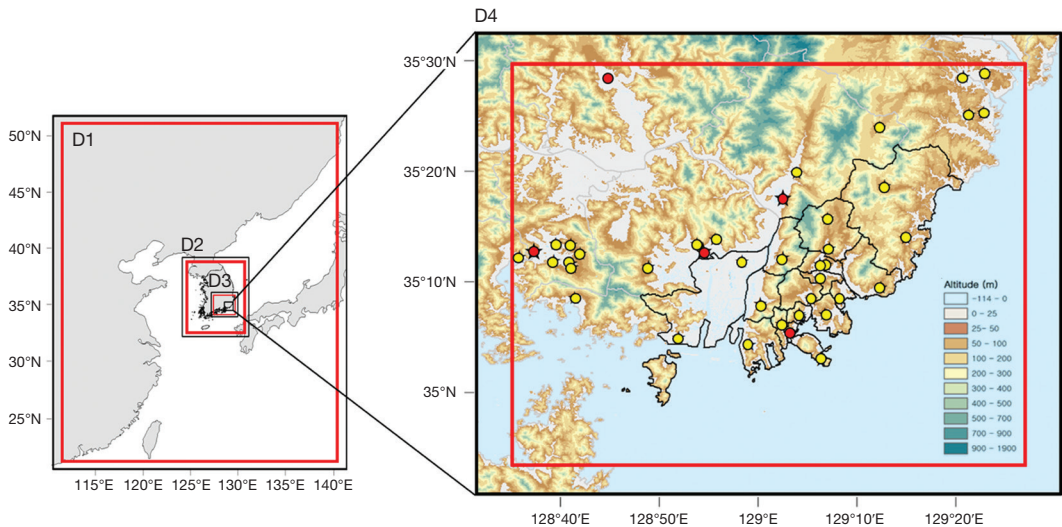 D4
35°30'N
35°20'N
35°10'N
35°N
128°40'E
128°50'E
129°E
129°10'E
129°20'E
Altitude (m)
-114 - 0
0 - 25
25- 50
50 - 100
100 - 200
200 - 300
300 - 400
400 - 500
500 - 700
700 - 900
900 - 1900
D1
D2
D3
50°N
45°N
40°N
35°N
30°N
25°N
115°E
120°E
125°E
130°E
135°E
140°E